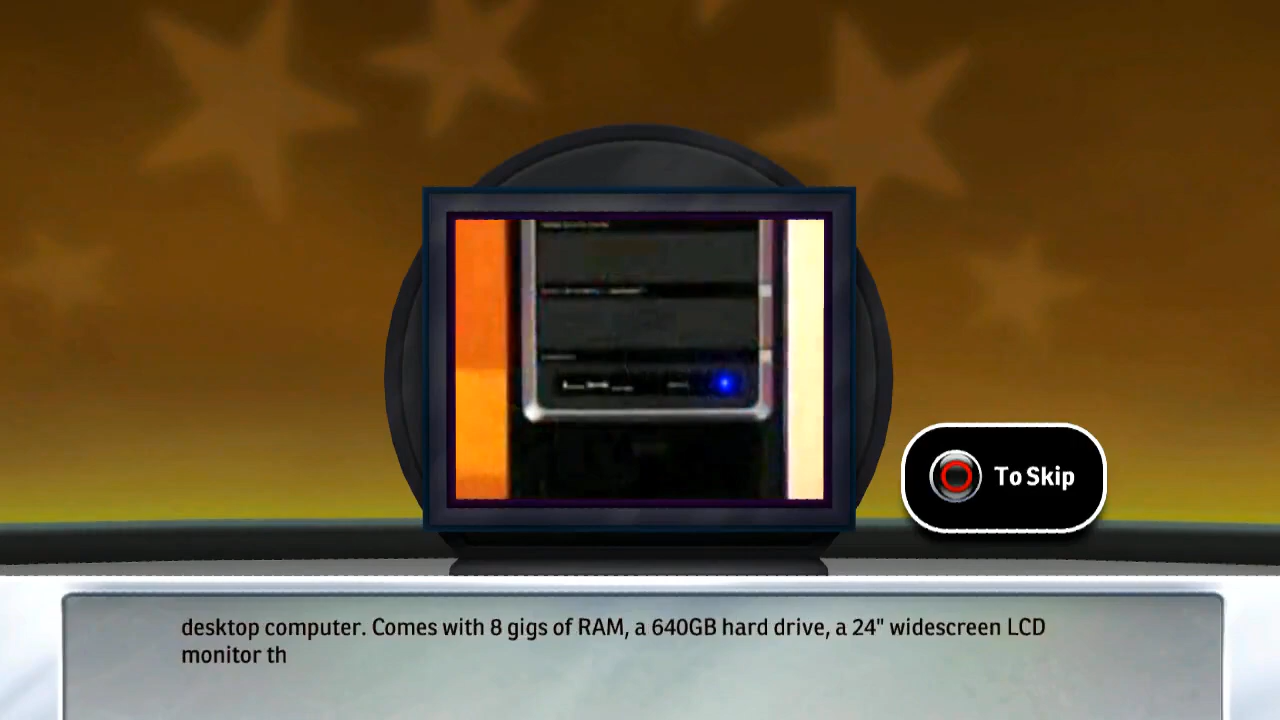 To Skip
desktop computer. Comes with 8 gigs of RAM, a 640GB hard drive, a 24" widescreen LCD
monitor th